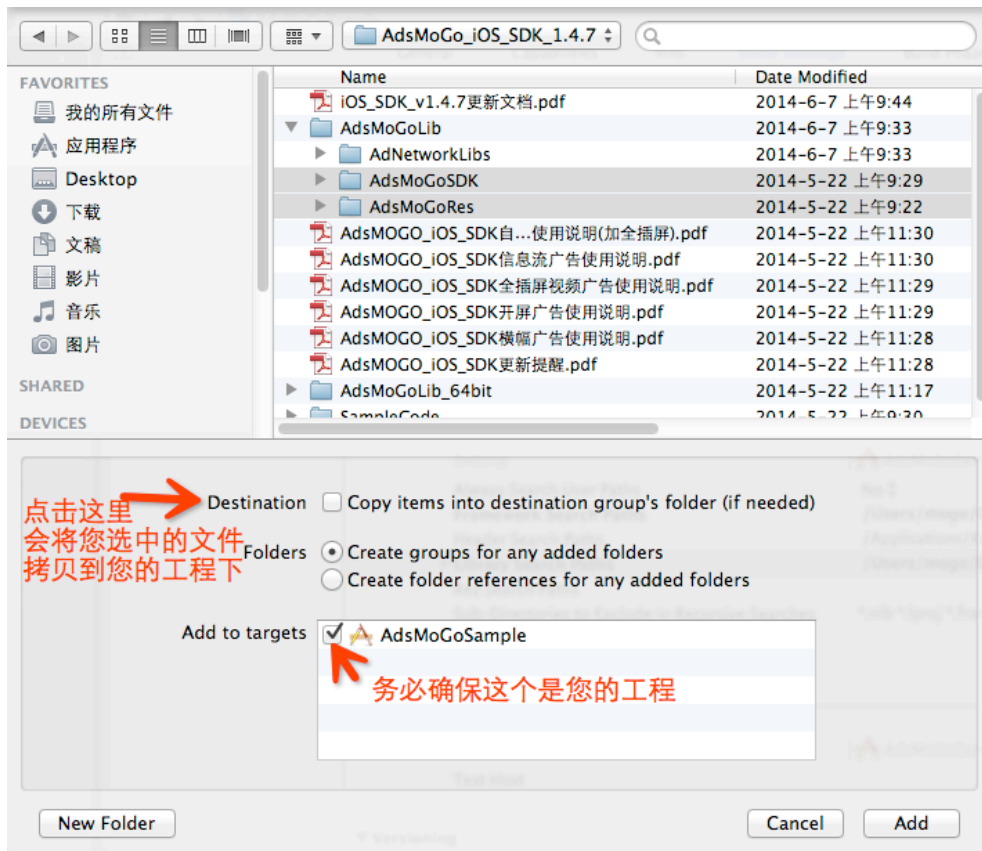 AdsMoGo_iOS_SDK_1.4.7
FAVORITES
我的所有文件
应用程序
Desktop
下载
文稿
影片
音乐
图片
SHARED
DEVICES
Name Date Modified
iOS_SDK_v1.4.7更新文档.pdf 2014-6-7 上午9:44
AdsMoGoLib 2014-6-7 上午9:33
AdNetworkLibs 2014-6-7 上午9:33
AdsMoGoSDK 2014-5-22 上午9:29
AdsMoGoRes 2014-5-22 上午9:22
AdsMOGO_iOS_SDK自...使用说明(加全插屏).pdf 2014-5-22 上午11:30
AdsMOGO_iOS_SDK信息流广告使用说明.pdf 2014-5-22 上午11:30
AdsMOGO_iOS_SDK全插屏视频广告使用说明.pdf 2014-5-22 上午11:29
AdsMOGO_iOS_SDK开屏广告使用说明.pdf 2014-5-22 上午11:29
AdsMOGO_iOS_SDK横幅广告使用说明.pdf 2014-5-22 上午11:28
AdsMOGO_iOS_SDK更新提醒.pdf 2014-5-22 上午11:28
AdsMoGoLib_64bit 2014-5-22 上午11:17
SampleCode 2014-5-22 上午9:30
点击这里
会将您选中的文件
拷贝到您的工程下
Destination Copy items into destination group's folder (if needed)
Folders Create groups for any added folders
Create folder references for any added folders
Add to targets AdsMoGoSample
务必确保这个是您的工程
New Folder Cancel Add